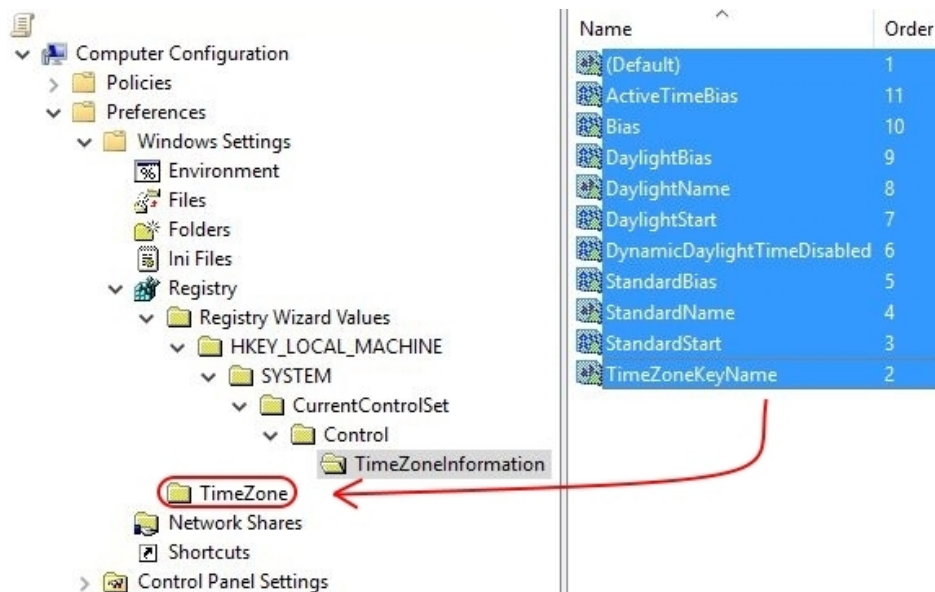 Computer Configuration
Policies
Preferences
Windows Settings
Environment
Files
Folders
Ini Files
Registry
Registry Wizard Values
HKEY_LOCAL_MACHINE
SYSTEM
CurrentControlSet
Control
TimeZoneInformation
TimeZone
Network Shares
Shortcuts
Control Panel Settings
Name Order
(Default) 1
ActiveTimeBias 11
Bias 10
DaylightBias 9
DaylightName 8
DaylightStart 7
DynamicDaylightTimeDisabled 6
StandardBias 5
StandardName 4
StandardStart 3
TimeZoneKeyName 2